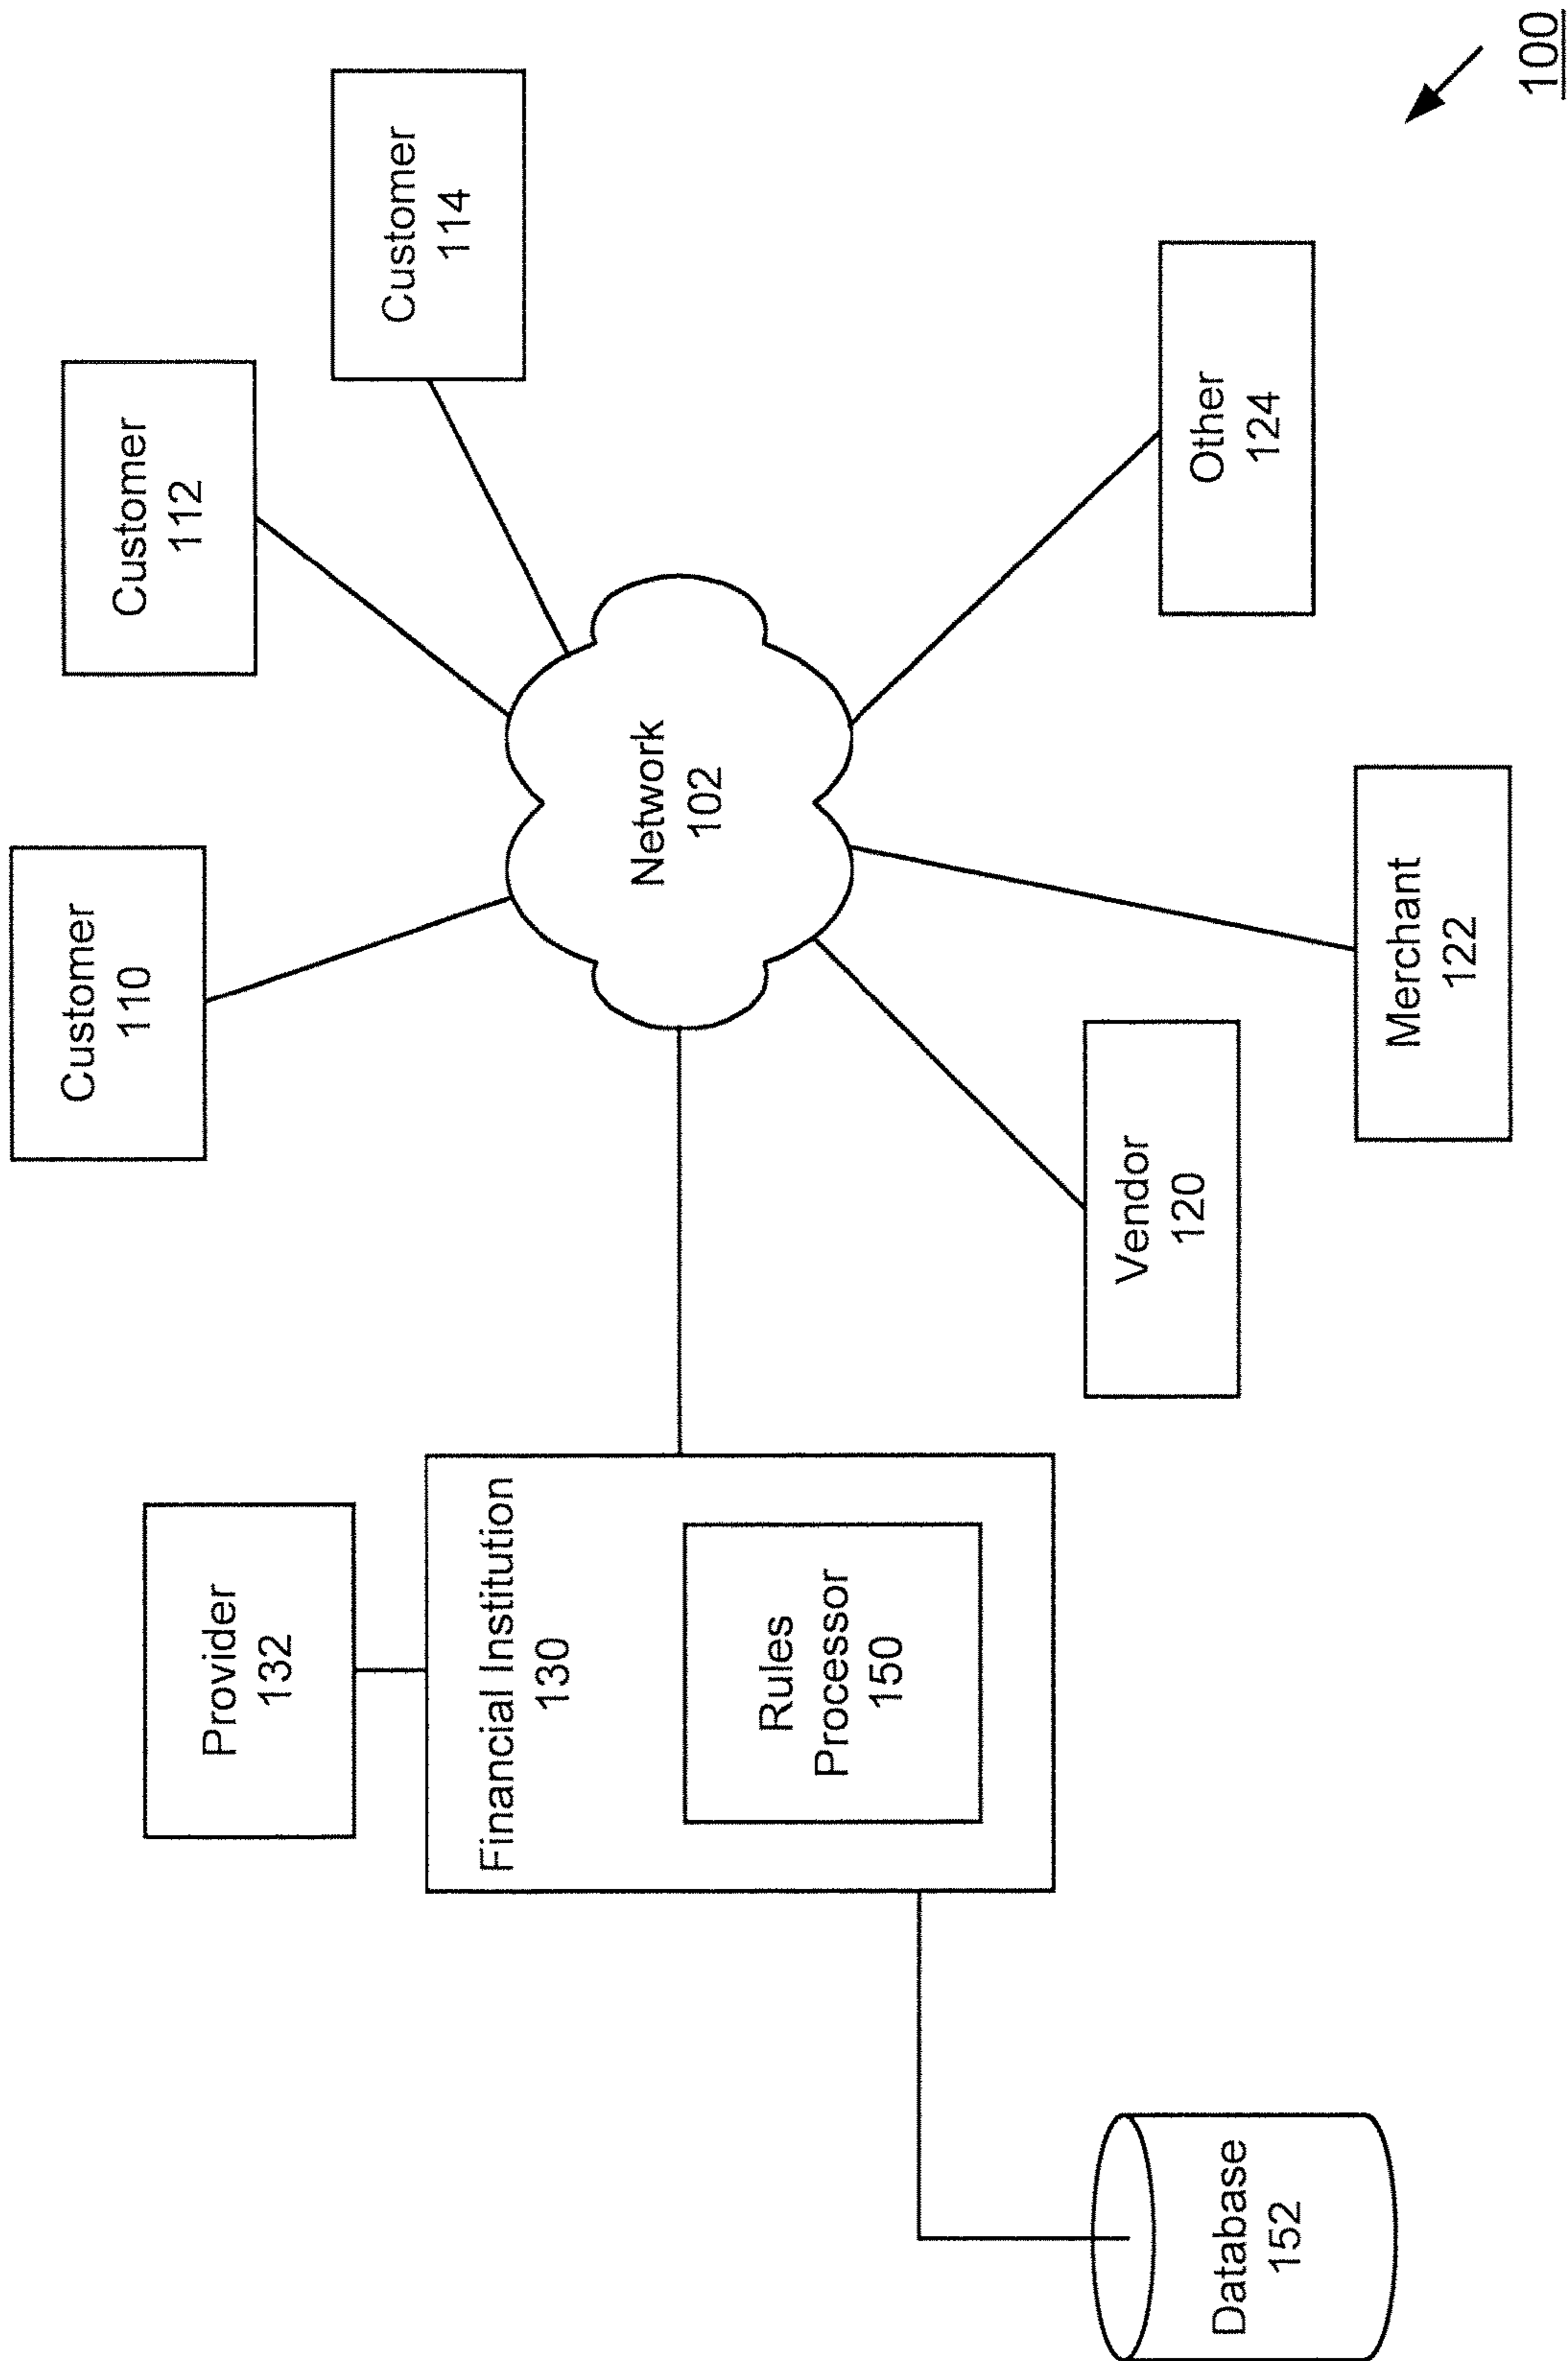 Customer
110
Customer
112
Customer
114
Provider
132
Financial Institution
130
Rules
Processor
150
Network
102
Database
152
Vendor
120
Merchant
122
Other
124
100